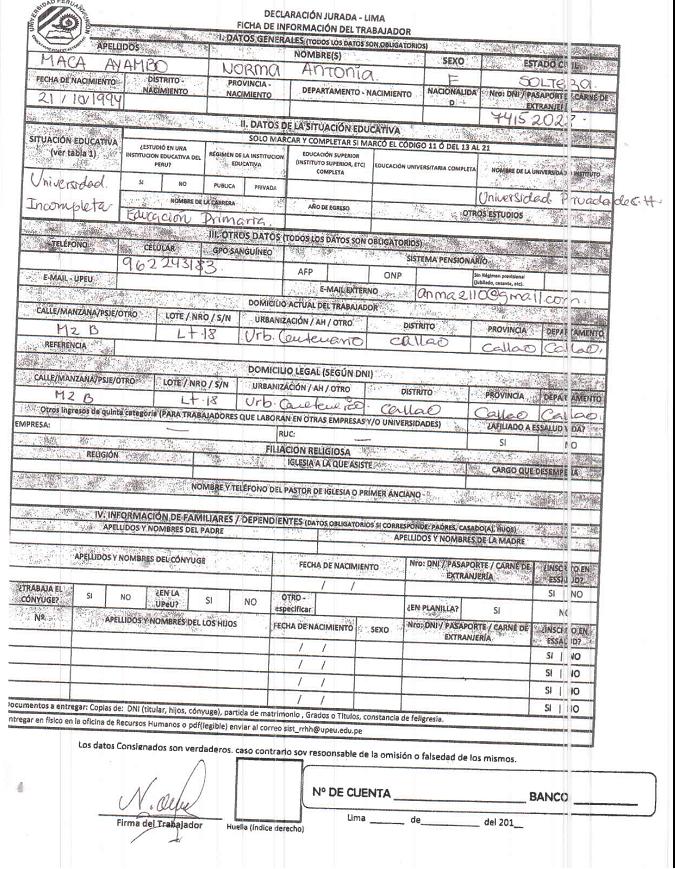 UNIVERSIDAD PERUANA UNION
DECLARACIÓN JURADA - LIMA
FICHA DE INFORMACIÓN DEL TRABAJADOR
I. DATOS GENERALES (TODOS LOS DATOS SON OBLIGATORIOS)
APELLIDOS NOMBRE(S) SEXO ESTADO CIVIL
MACA AYAMBO NORMA Antonia F SOLTERA
FECHA DE NACIMIENTO DISTRITO - NACIMIENTO PROVINCIA - NACIMIENTO DEPARTAMENTO - NACIMIENTO NACIONALIDAD Nro: DNI / PASAPORTE / CARNE DE EXTRANJERÍA
21 / 10/1994 74152027
II. DATOS DE LA SITUACIÓN EDUCATIVA
SOLO MARCAR Y COMPLETAR SI MARCÓ EL CÓDIGO 11 Ó DEL 13 AL 21
SITUACIÓN EDUCATIVA (ver tabla 1) ¿ESTUDIÓ EN UNA INSTITUCION EDUCATIVA DEL PERU? RÉGIMEN DE LA INSTITUCION EDUCATIVA EDUCACIÓN SUPERIOR (INSTITUTO SUPERIOR, ETC) COMPLETA EDUCACIÓN UNIVERSITARIA COMPLETA NOMBRE DE LA UNIVERSIDAD INSTITUTO
Universidad Incompleta SI NO PUBLICA PRIVADA Universidad Privada de S.H
NOMBRE DE LA CARRERA AÑO DE EGRESO OTROS ESTUDIOS
Educacion Primaria
III. OTROS DATOS (TODOS LOS DATOS SON OBLIGATORIOS)
TELÉFONO CELULAR GPO SANGUÍNEO SISTEMA PENSIONARIO
962243183 AFP ONP Sin Régimen previsional (Jubilado, cesante, etc).
E-MAIL - UPEU E-MAIL EXTERNO anma2110@gmail.com
DOMICILIO ACTUAL DEL TRABAJADOR
CALLE/MANZANA/PSJE/OTRO LOTE / NRO / S/N URBANIZACIÓN / AH / OTRO DISTRITO PROVINCIA DEPARTAMENTO
MZ B Lt-18 Urb. Centenario callao Callao Callao.
REFERENCIA
DOMICILIO LEGAL (SEGÚN DNI)
CALLE/MANZANA/PSJE/OTRO LOTE / NRO / S/N URBANIZACIÓN / AH / OTRO DISTRITO PROVINCIA DEPARTAMENTO
MZ B Lt-18 Urb. callao Callao Callao.
Otros ingresos de quinta categoría (PARA TRABAJADORES QUE LABORAN EN OTRAS EMPRESAS Y/O UNIVERSIDADES) ¿AFILIADO A ESSALUD VIDA?
EMPRESA: — RUC: — SI NO
FILIACIÓN RELIGIOSA
RELIGIÓN IGLESIA A LA QUE ASISTE CARGO QUE DESEMPEÑA
NOMBRE Y TELÉFONO DEL PASTOR DE IGLESIA O PRIMER ANCIANO
IV. INFORMACIÓN DE FAMILIARES / DEPENDIENTES (DATOS OBLIGATORIOS SI CORRESPONDE: PADRES, CASADO(A), HIJOS)
APELLIDOS Y NOMBRES DEL PADRE APELLIDOS Y NOMBRES DE LA MADRE
APELLIDOS Y NOMBRES DEL CÓNYUGE FECHA DE NACIMIENTO Nro: DNI / PASAPORTE / CARNÉ DE EXTRANJERÍA ¿INSCRITO EN ESSALUD?
/ / SI NO
¿TRABAJA EL CÓNYUGE? SI NO ¿EN LA UPeU? SI NO OTRO - especificar ¿EN PLANILLA? SI NO
Nº. APELLIDOS Y NOMBRES DEL LOS HIJOS FECHA DE NACIMIENTO SEXO Nro: DNI / PASAPORTE / CARNÉ DE EXTRANJERÍA ¿INSCRITO EN ESSALUD?
/ / SI NO
/ / SI NO
/ / SI NO
/ / SI NO
Documentos a entregar: Copias de: DNI (titular, hijos, cónyuge), partida de matrimonio , Grados o Títulos, constancia de feligresia.
Entregar en físico en la oficina de Recursos Humanos o pdf(legible) enviar al correo sist_rrhh@upeu.edu.pe
Los datos Consignados son verdaderos. caso contrario soy responsable de la omisión o falsedad de los mismos.
Nº DE CUENTA BANCO
Firma del Trabajador Huella (índice derecho) Lima de del 201